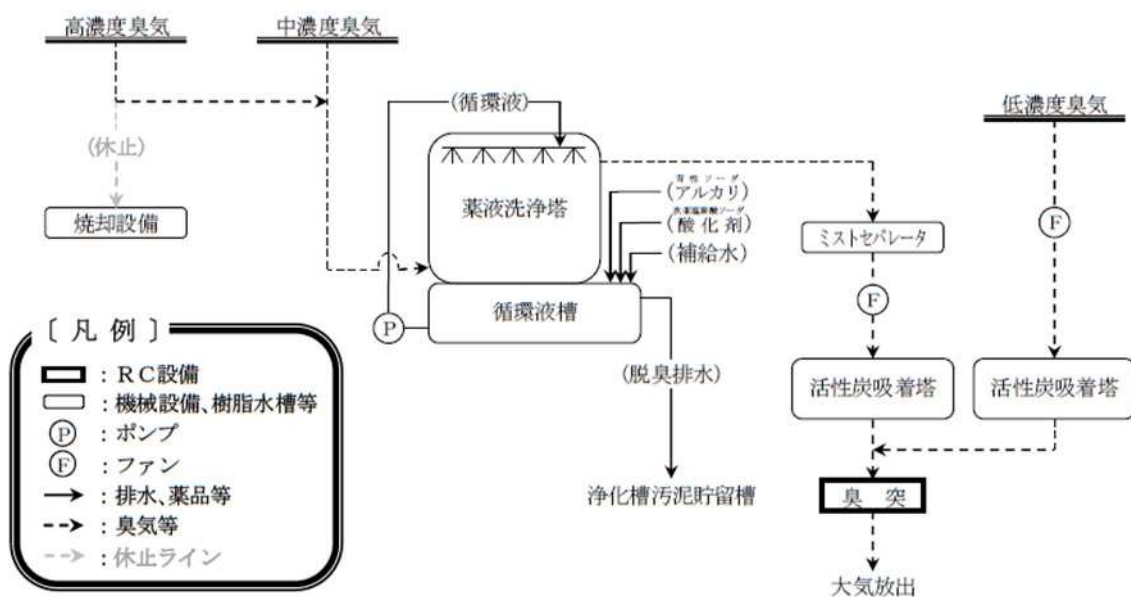 高濃度臭気
中濃度臭気
低濃度臭気
(循環液)
(休止)
焼却設備
薬液洗浄塔
苛性ソーダ
(アルカリ)
次亜塩素酸ソーダ
(酸化剤)
(補給水)
ミストセパレータ
F
F
循環液槽
P
(脱臭排水)
活性炭吸着塔
活性炭吸着塔
浄化槽汚泥貯留槽
臭 突
大気放出
〔 凡 例 〕
:RC設備
:機械設備、樹脂水槽等
P :ポンプ
F :ファン
:排水、薬品等
:臭気等
:休止ライン